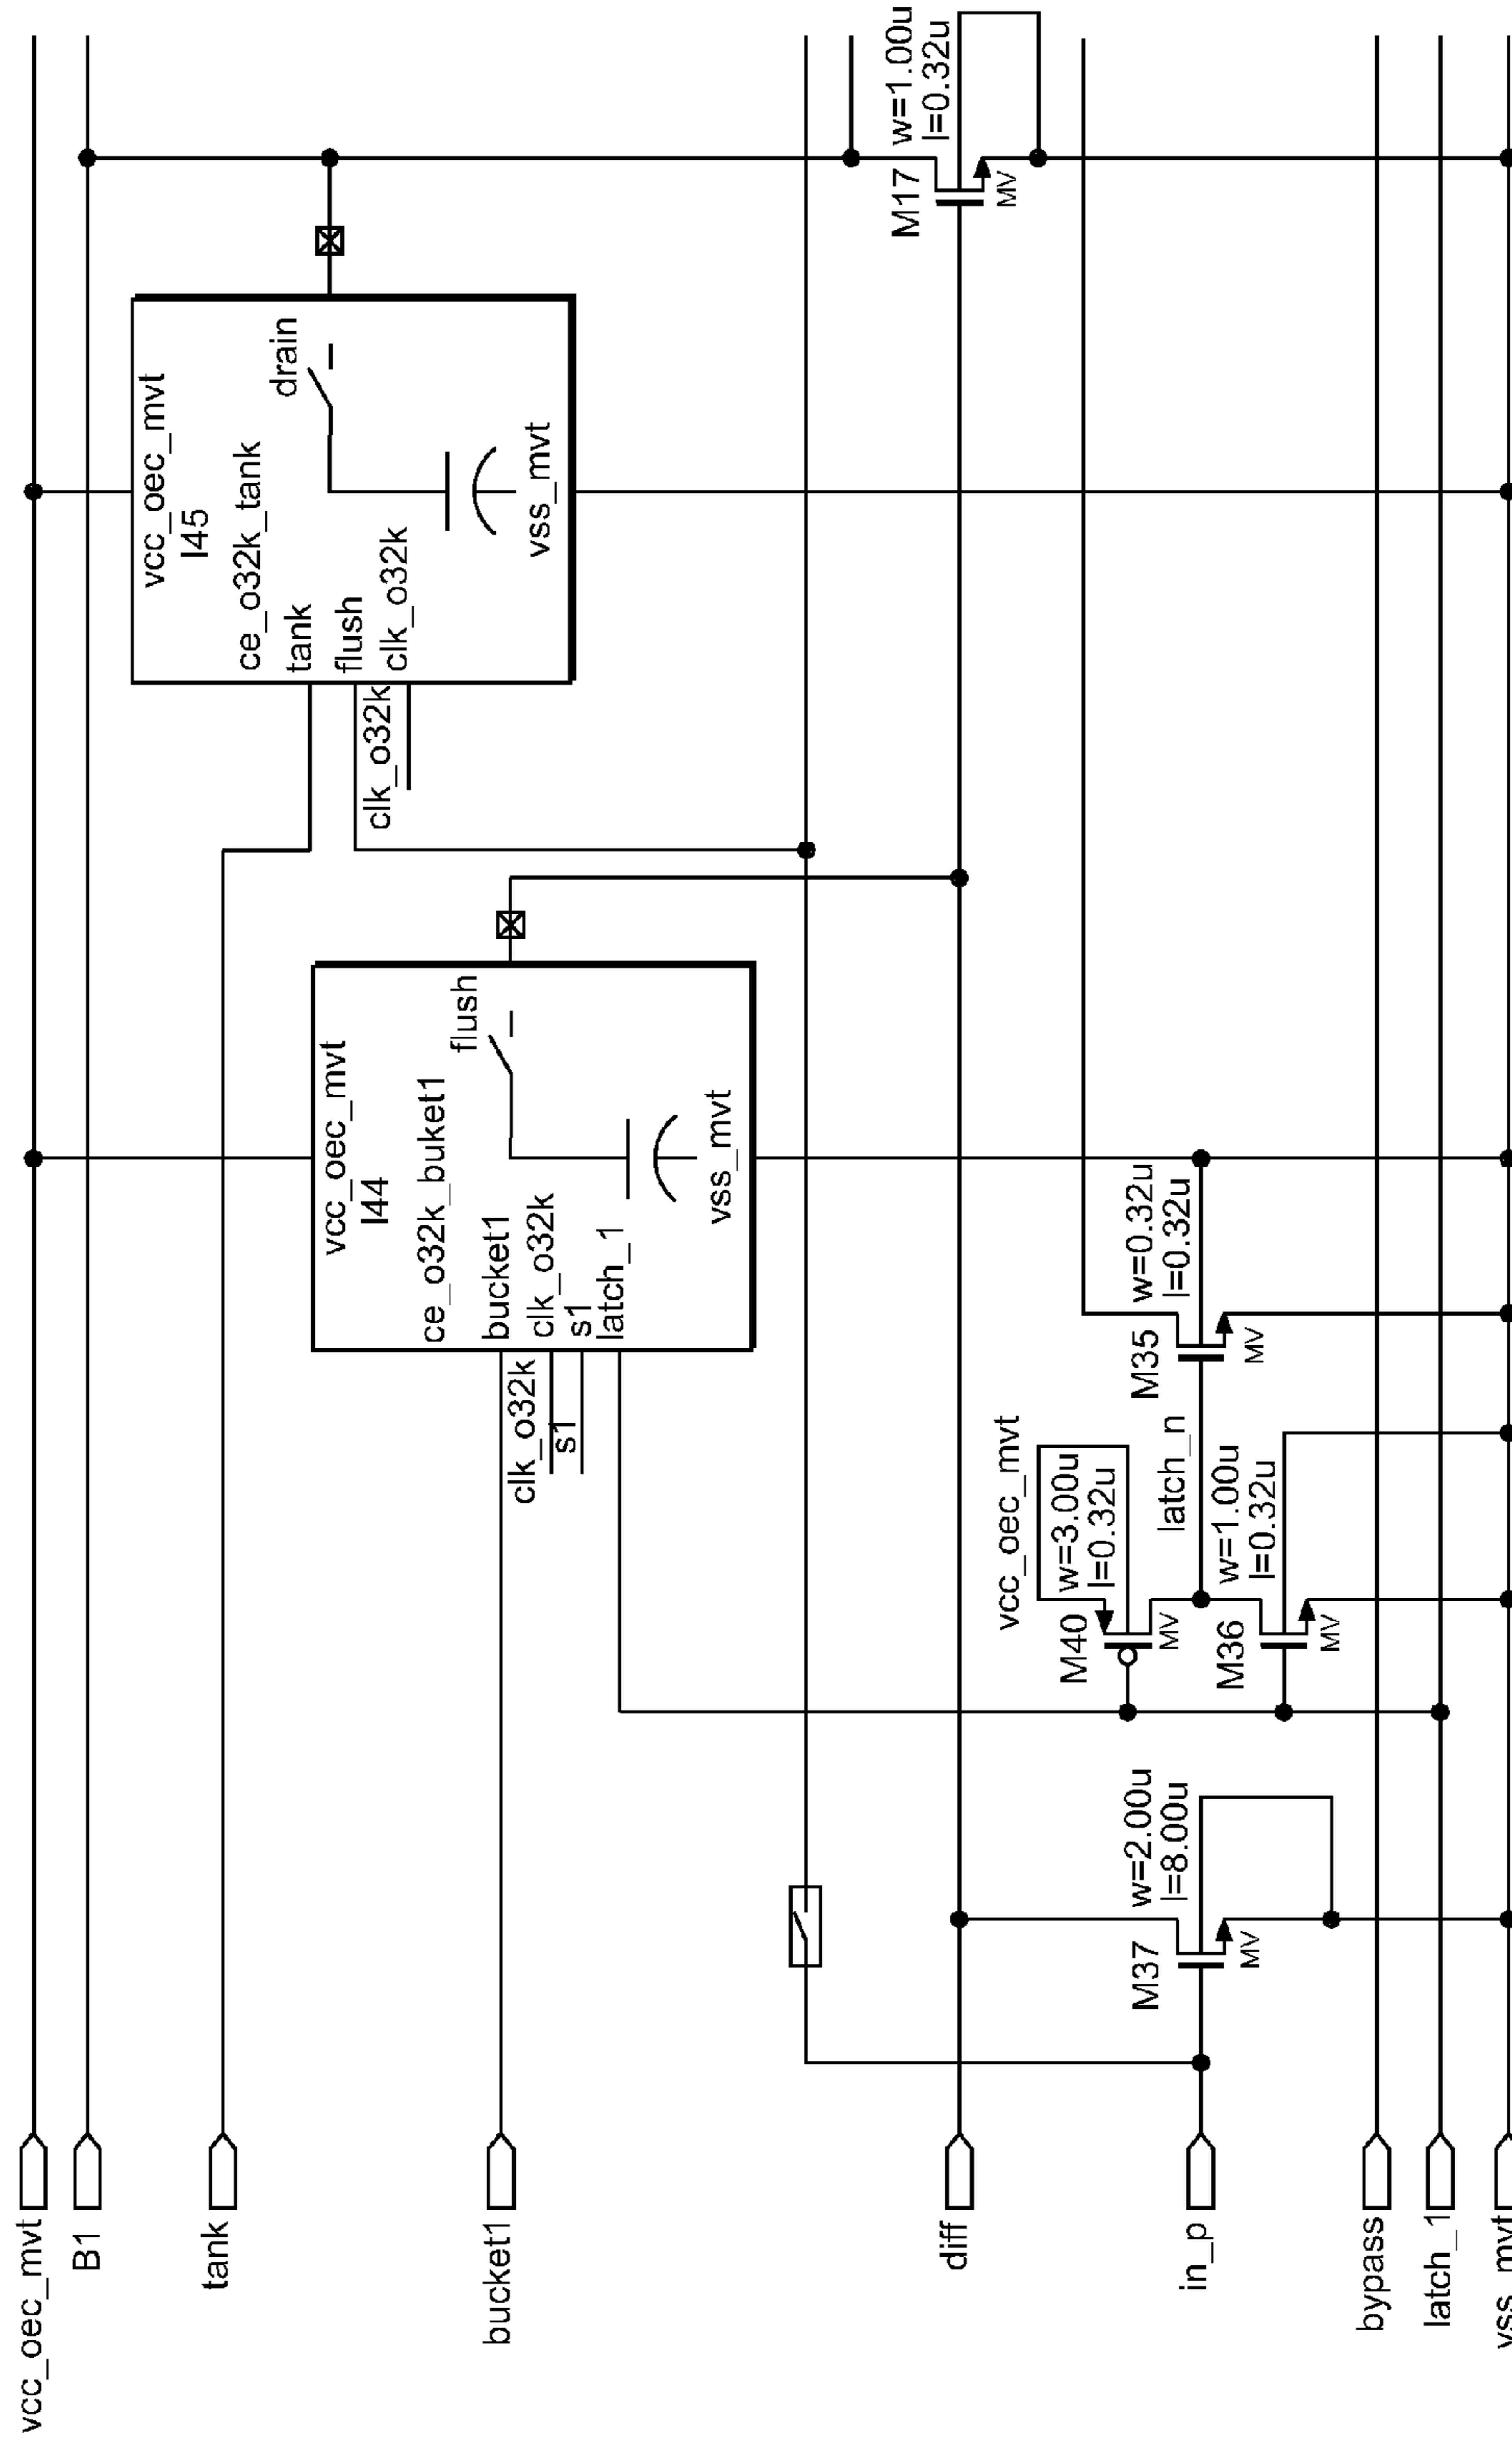 vcc_oec_mvt
B1
tank
bucket1
diff
in_p
bypass
latch_1
vss_mvt
vcc_oec_mvt
I44
ce_o32k_buket1
bucket1
clk_o32k
s1
latch_1
flush
vss_mvt
clk_o32k
s1
vcc_oec_mvt
I45
ce_o32k_tank
tank
flush
clk_o32k
drain
vss_mvt
clk_o32k
M37
w=2.00u
l=8.00u
MV
vcc_oec_mvt
M40
w=3.00u
l=0.32u
MV
latch_n
M36
w=1.00u
l=0.32u
MV
M35
w=0.32u
l=0.32u
MV
M17
w=1.00u
l=0.32u
MV